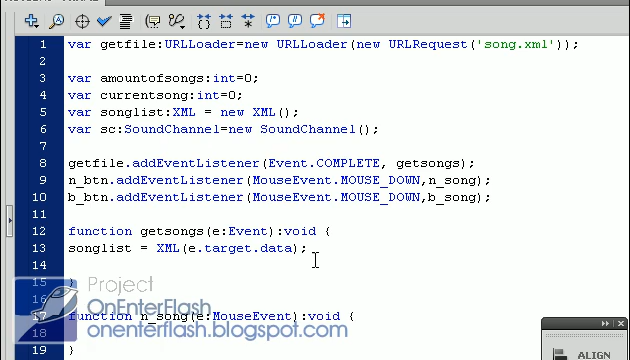 1 var getfile:URLLoader=new URLLoader(new URLRequest('song.xml'));
2
3 var amountofsongs:int=0;
4 var currentsong:int=0;
5 var songlist:XML = new XML();
6 var sc:SoundChannel=new SoundChannel();
7
8 getfile.addEventListener(Event.COMPLETE, getsongs);
9 n_btn.addEventListener(MouseEvent.MOUSE_DOWN,n_song);
10 b_btn.addEventListener(MouseEvent.MOUSE_DOWN,b_song);
11
12 function getsongs(e:Event):void {
13 songlist = XML(e.target.data);
14
15 }
Project
16
OnEnterFlash
17 function n_song(e:MouseEvent):void {
18
onenterflash.blogspot.com
19 }
ALIGN